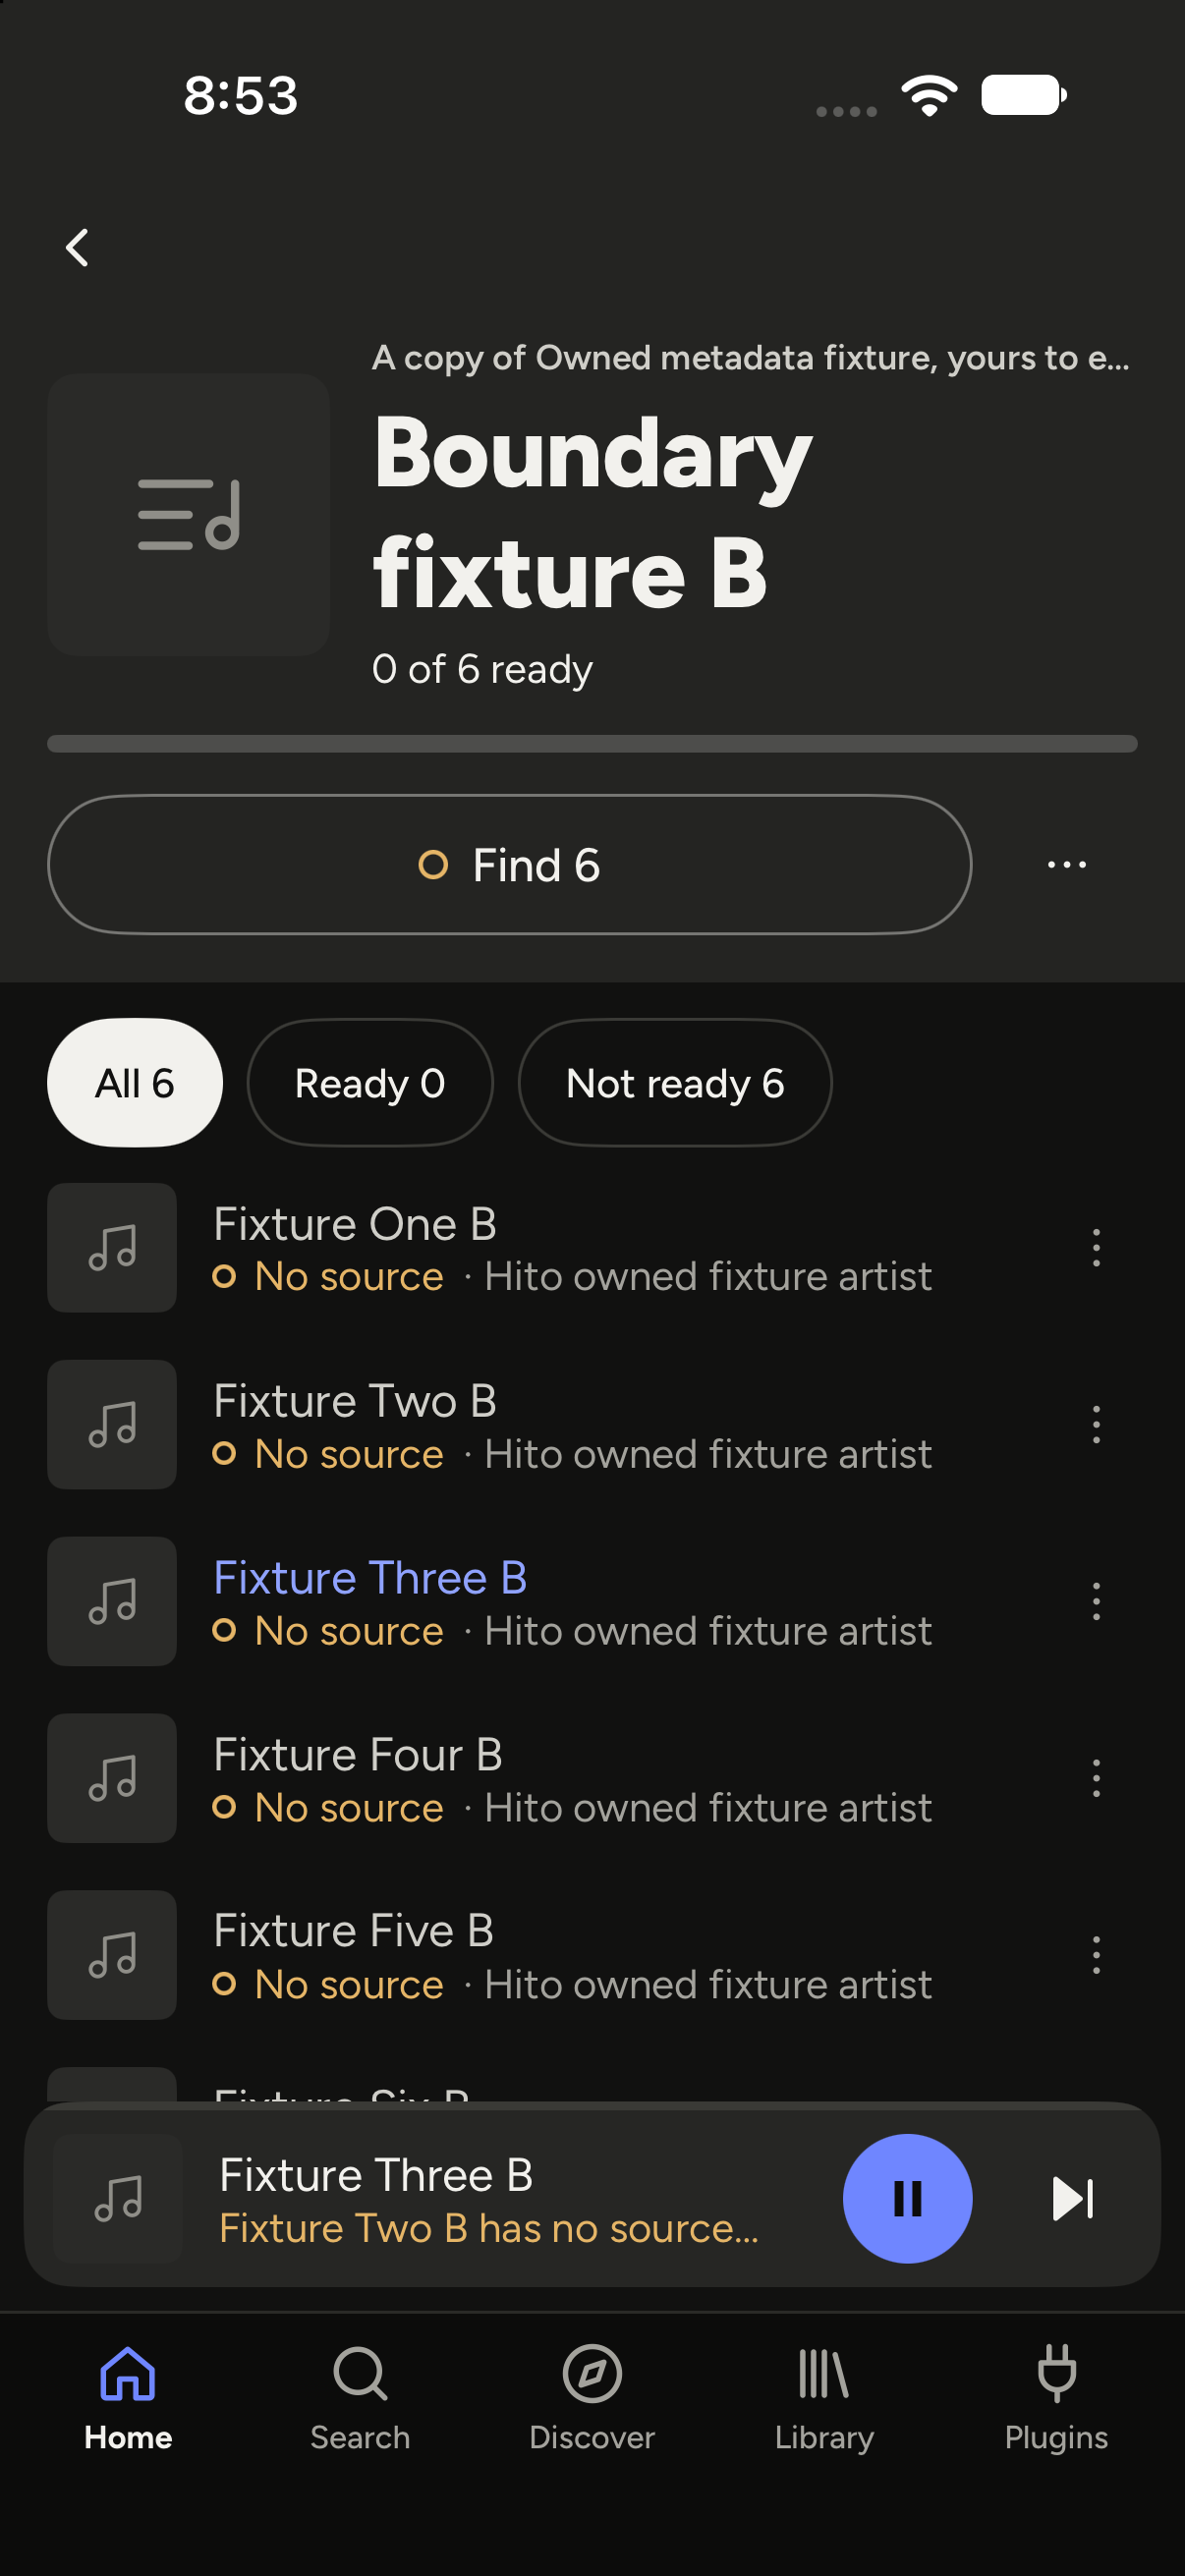 8:53
A copy of Owned metadata fixture, yours to e...
Boundary
fixture B
0 of 6 ready
Find 6
All 6
Ready 0
Not ready 6
Fixture One B
No source · Hito owned fixture artist
Fixture Two B
No source · Hito owned fixture artist
Fixture Three B
No source · Hito owned fixture artist
Fixture Four B
No source · Hito owned fixture artist
Fixture Five B
No source · Hito owned fixture artist
Fixture Six B
Fixture Three B
Fixture Two B has no source...
Home
Search
Discover
Library
Plugins